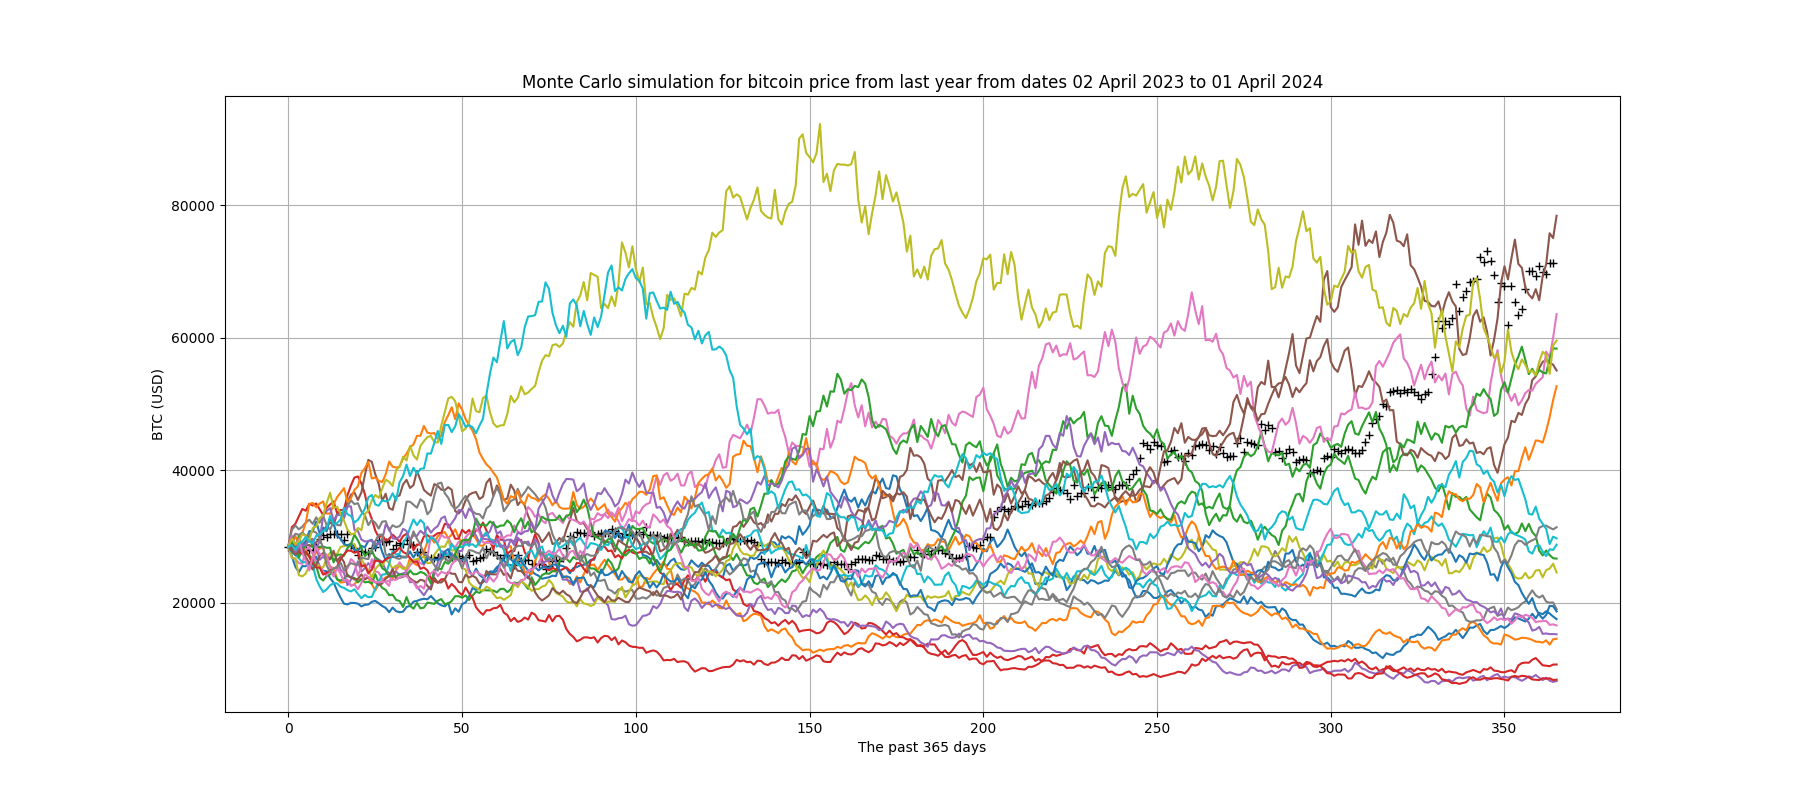 Monte Carlo simulation for bitcoin price from last year from dates 02 April 2023 to 01 April 2024
80000
60000
40000
20000
BTC (USD)
0 50 100 150 200 250 300 350
The past 365 days